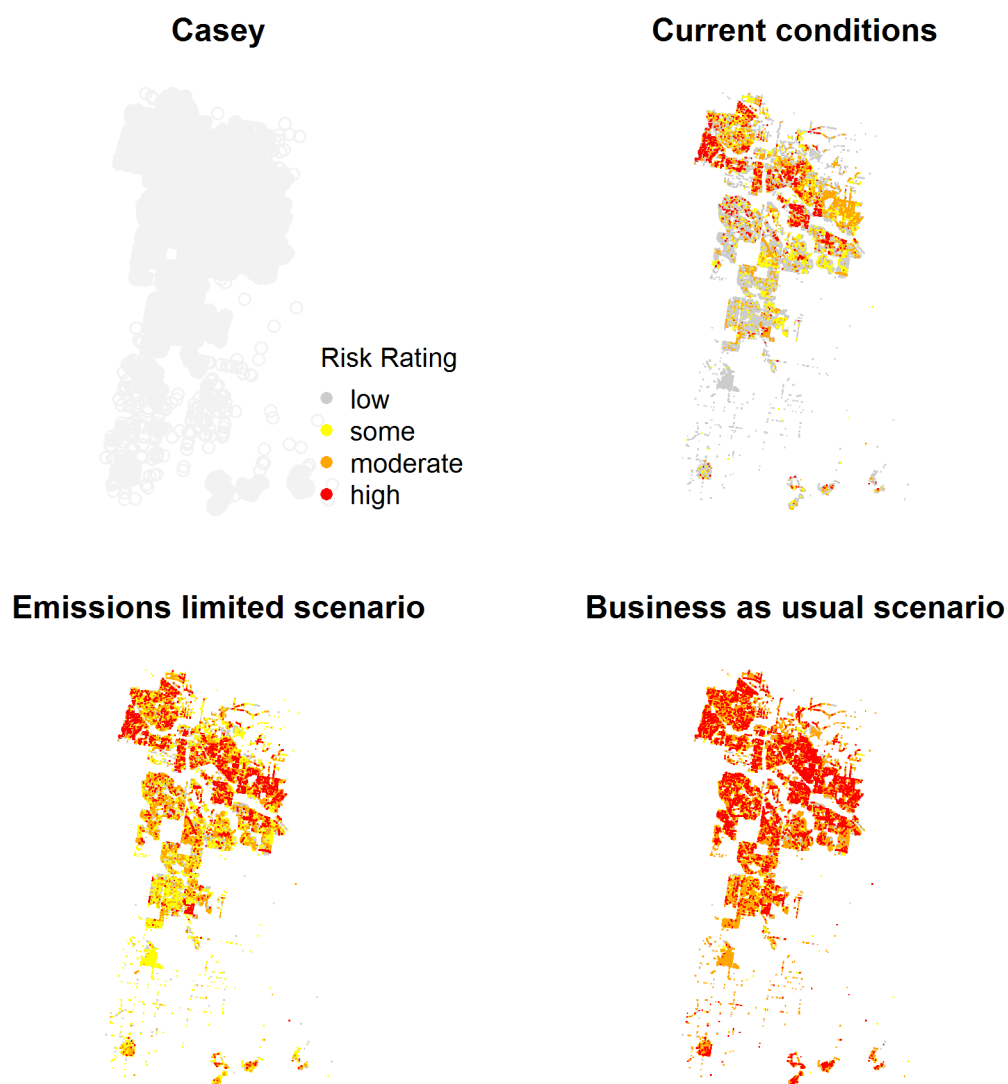 Casey
Current conditions
Risk Rating
low
some
moderate
high
Emissions limited scenario
Business as usual scenario